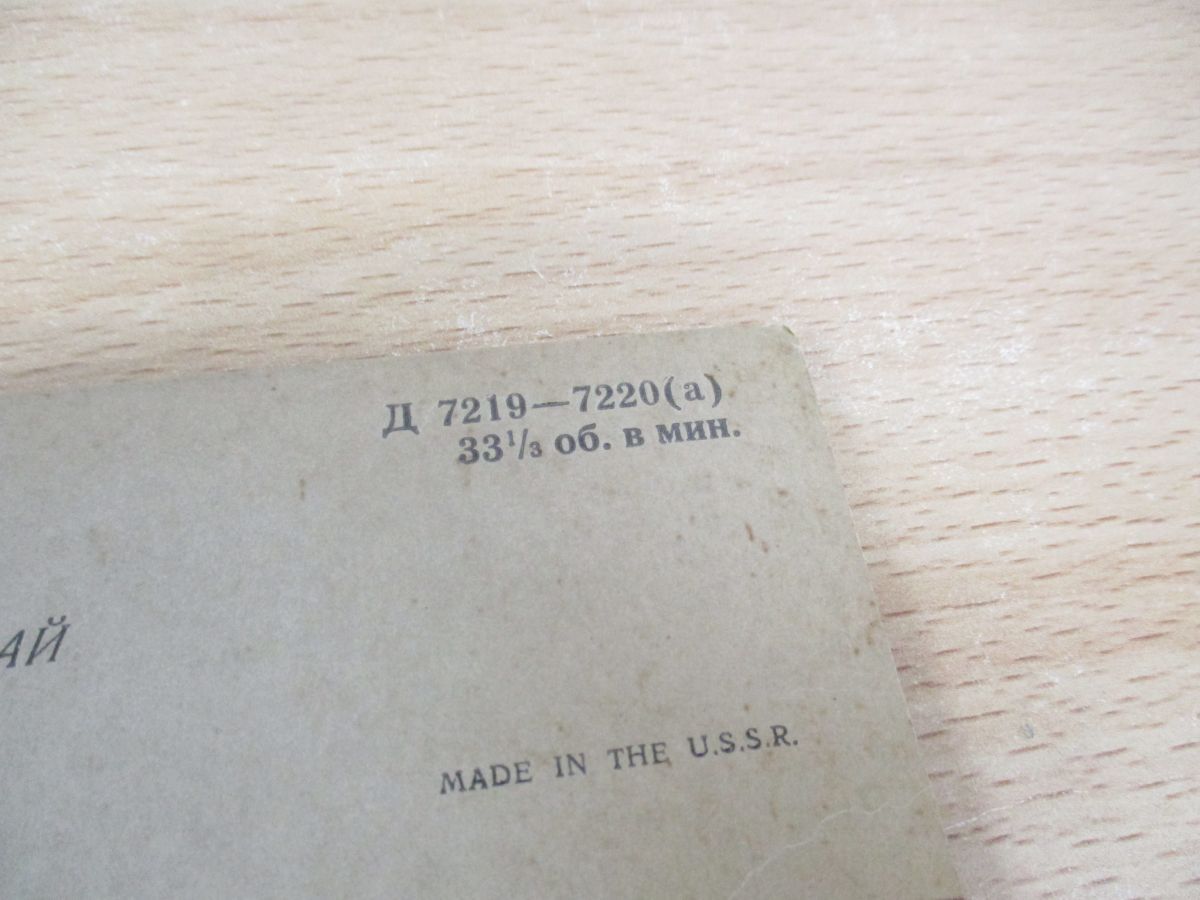 Д 7219—7220(а)
33¹/₃ об. в мин.
АЙ
MADE IN THE U.S.S.R.